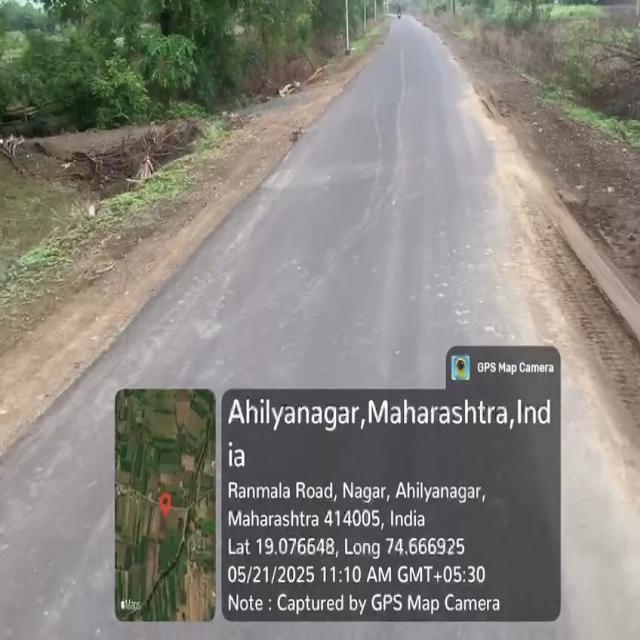 GPS Map Camera
Ahilyanagar,Maharashtra,Ind
ia
Ranmala Road, Nagar, Ahilyanagar,
Maharashtra 414005, India
Lat 19.076648, Long 74.666925
05/21/2025 11:10 AM GMT+05:30
Note : Captured by GPS Map Camera
Maps